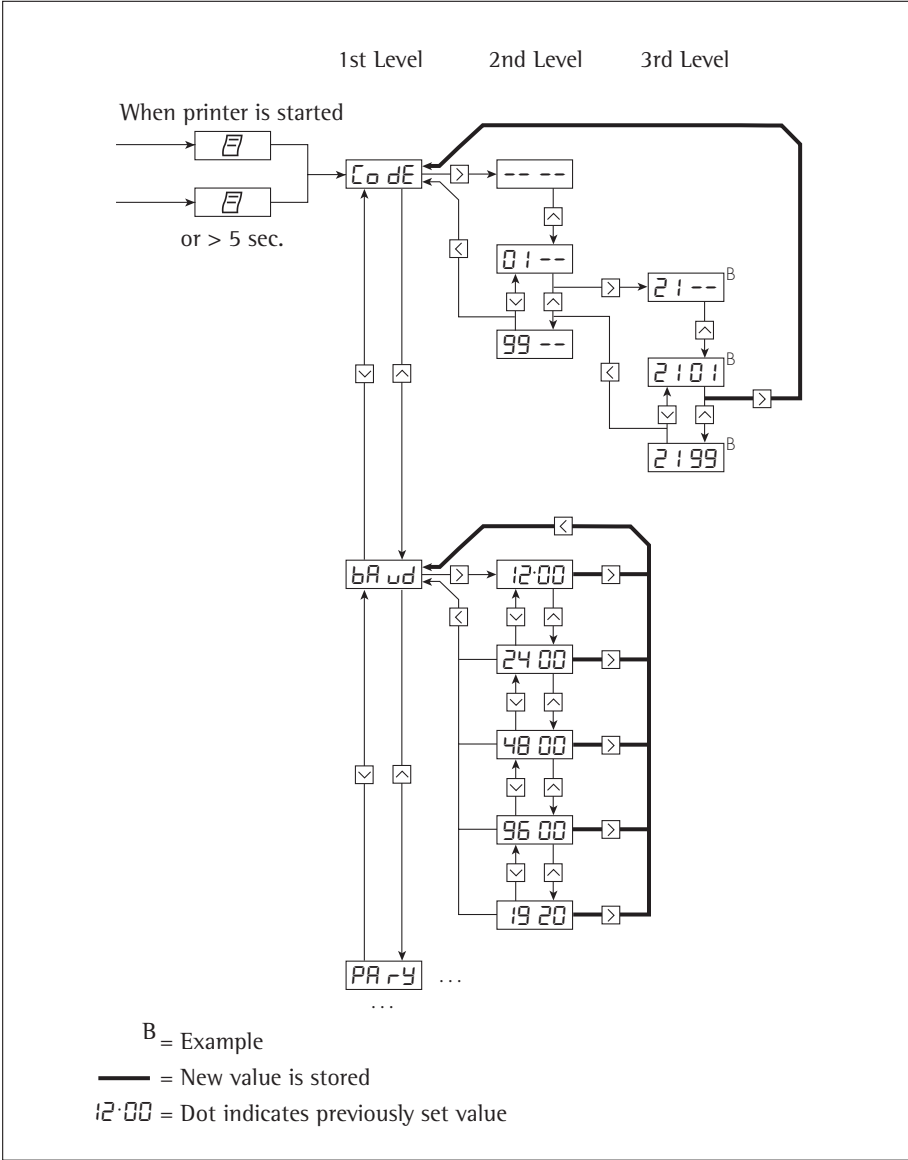 1st Level 2nd Level 3rd Level
When printer is started
CodE
-- --
or > 5 sec.
01 --
21 -- B
99 --
2101 B
2199 B
bAud
12·00
24 00
48 00
96 00
19 20
PAry ...
...
B = Example
= New value is stored
12·00 = Dot indicates previously set value